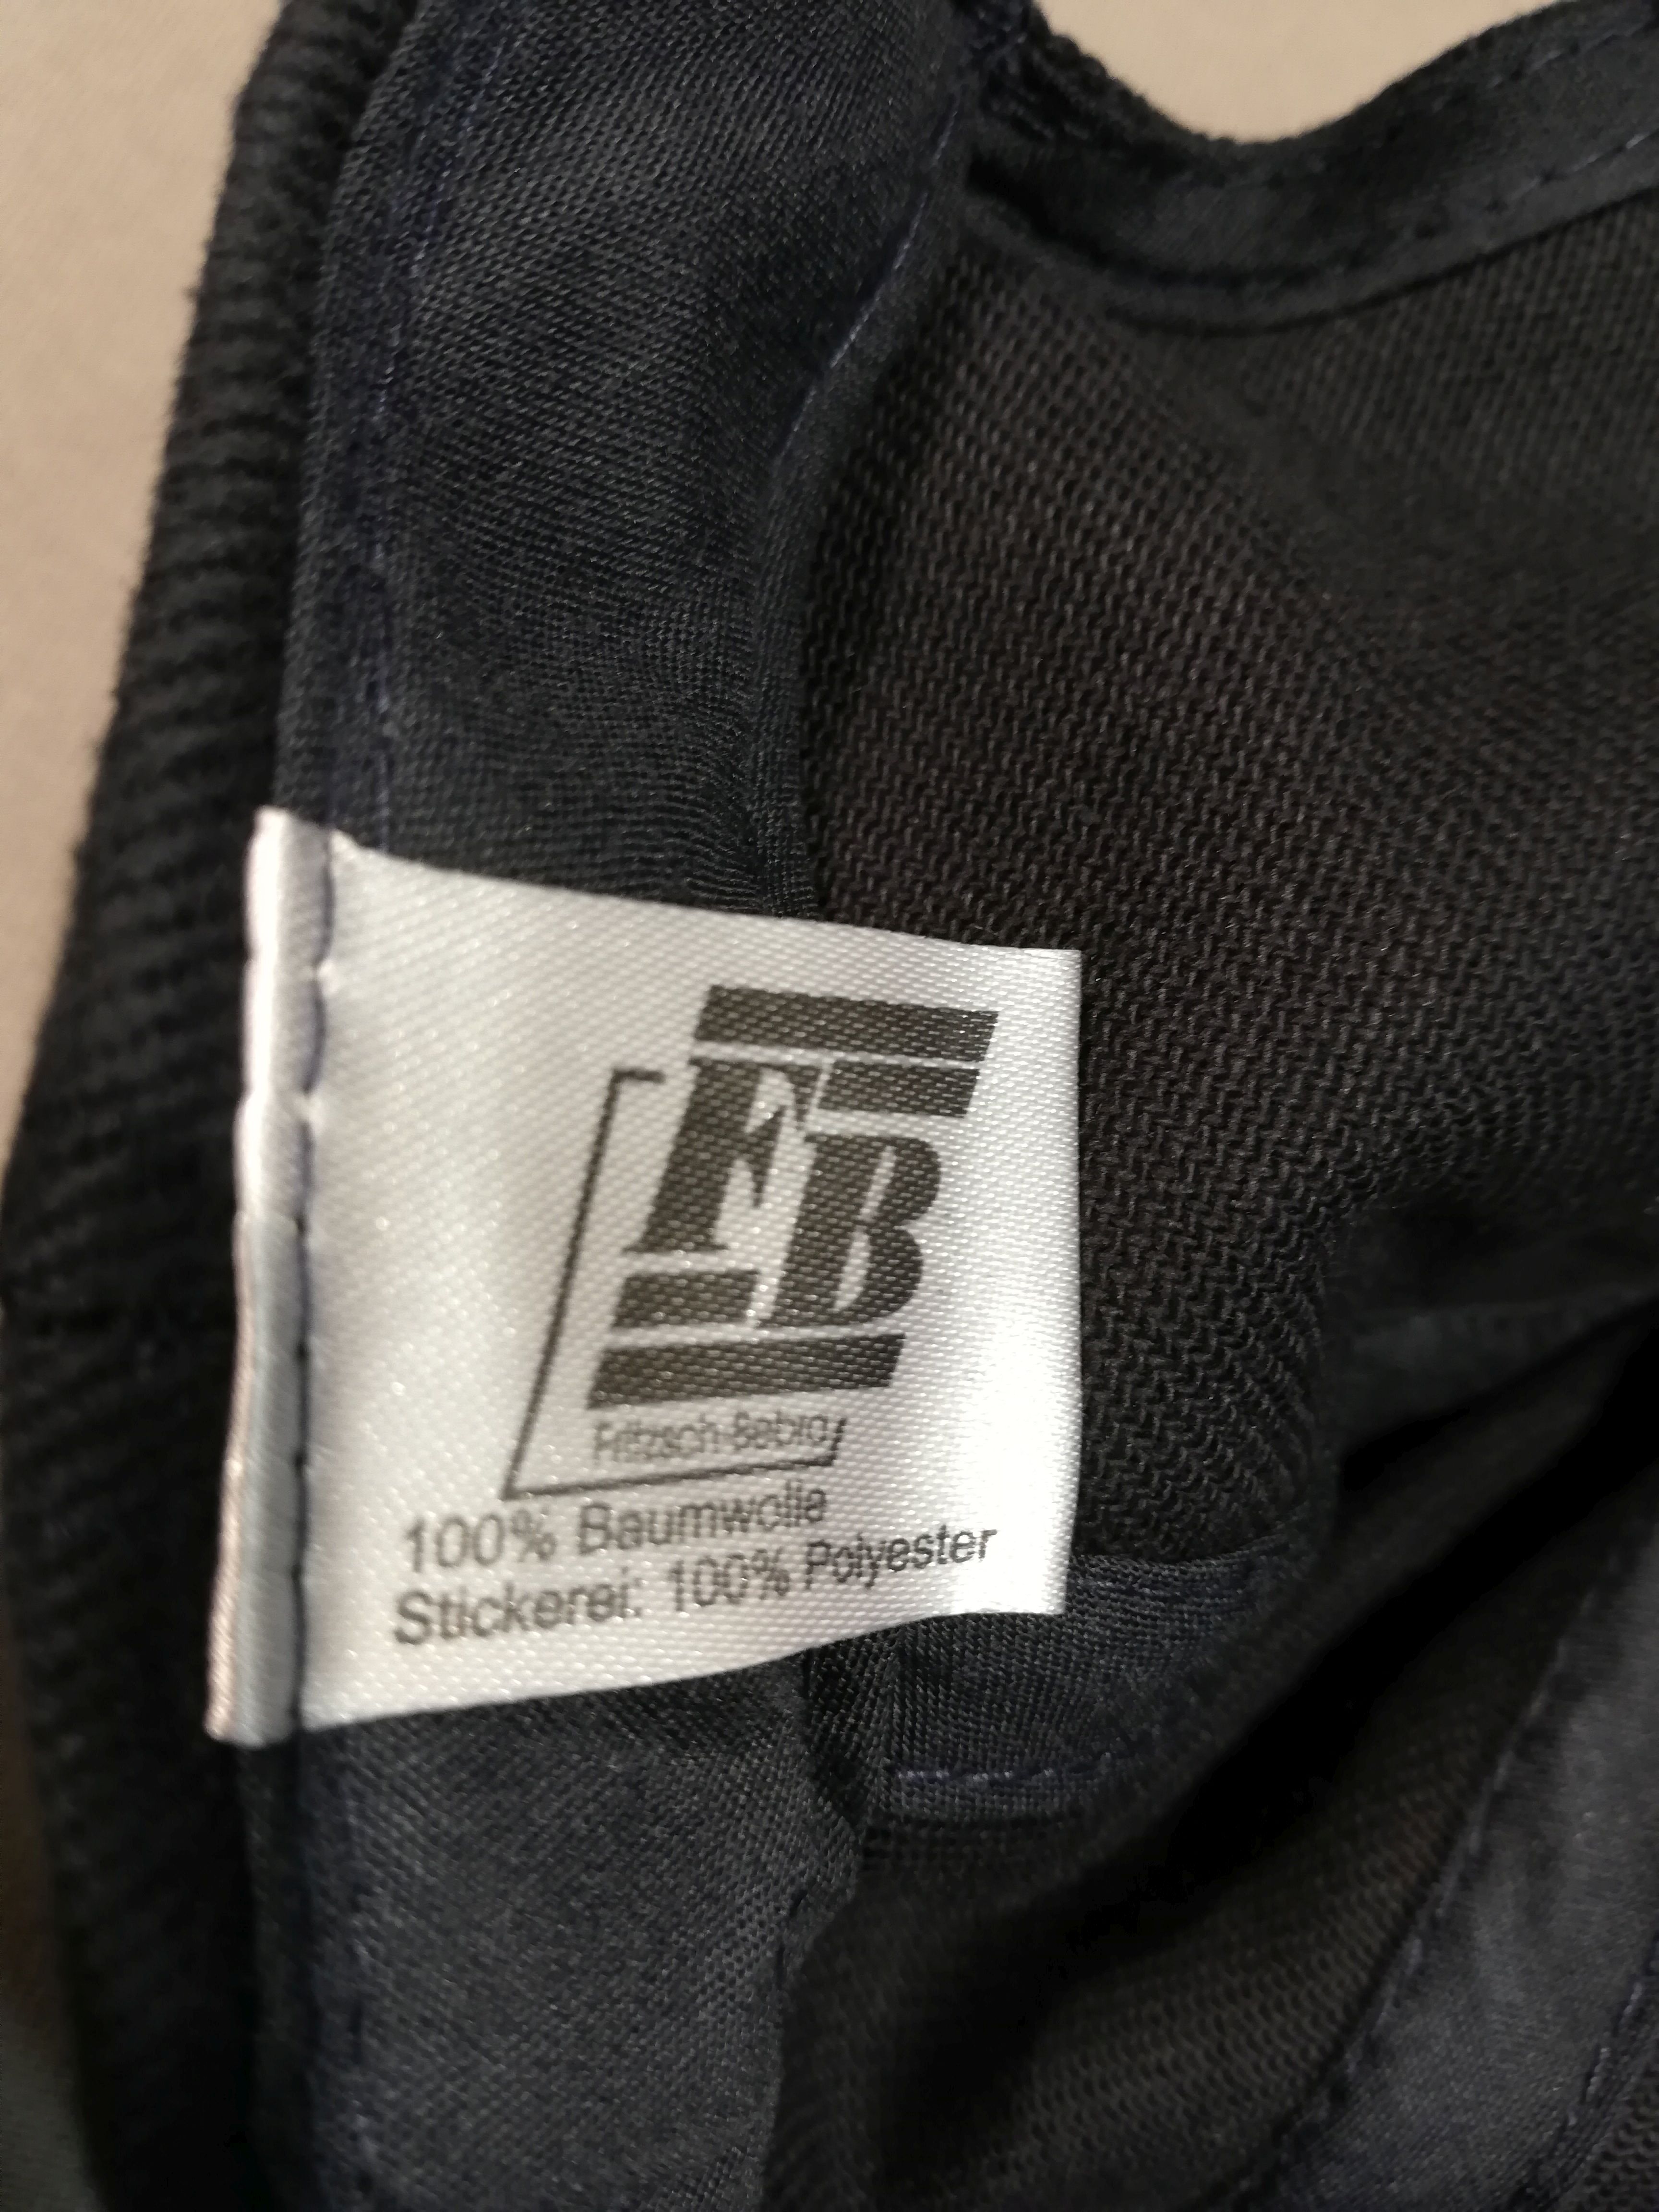 FB
Fritzsch-Bebra
100% Baumwolle
Stickerei: 100% Polyester